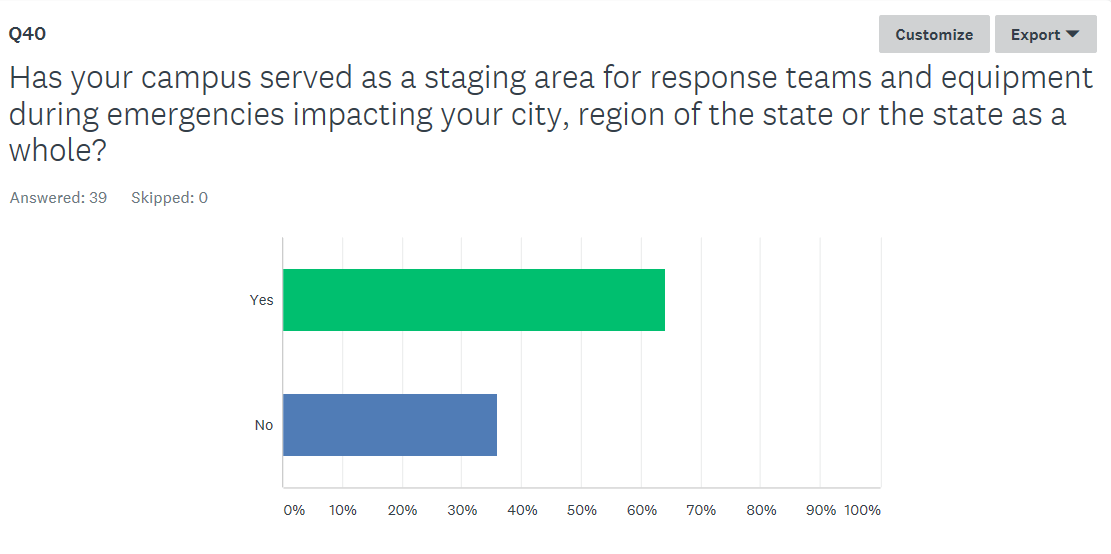 Q40
Customize
Export
Has your campus served as a staging area for response teams and equipment
during emergencies impacting your city, region of the state or the state as a
whole?
Answered: 39 Skipped: 0
Yes
No
0% 10% 20% 30% 40% 50% 60% 70% 80% 90% 100%